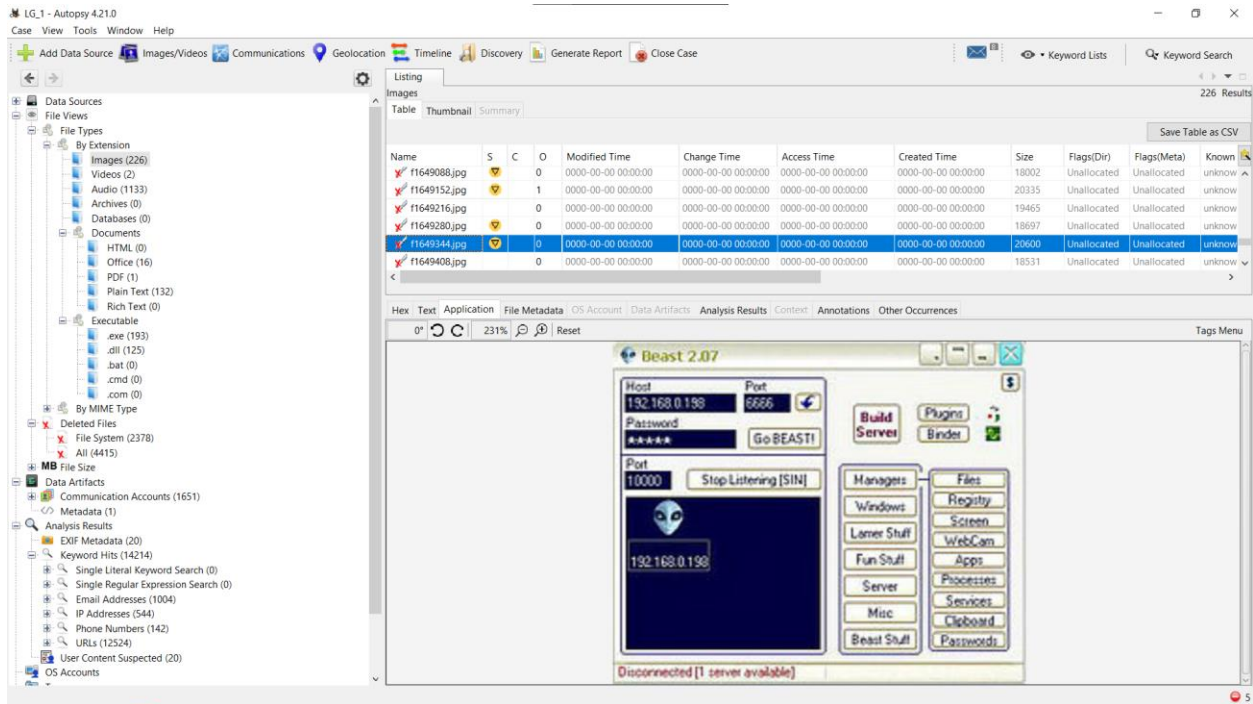 LG_1 - Autopsy 4.21.0
Case View Tools Window Help
Add Data Source Images/Videos Communications Geolocation Timeline Discovery Generate Report Close Case Keyword Lists Keyword Search
Data Sources
File Views
File Types
By Extension
Images (226)
Videos (2)
Audio (1133)
Archives (0)
Databases (0)
Documents
HTML (0)
Office (16)
PDF (1)
Plain Text (132)
Rich Text (0)
Executable
.exe (193)
.dll (125)
.bat (0)
.cmd (0)
.com (0)
By MIME Type
Deleted Files
File System (2378)
All (4415)
MB File Size
Data Artifacts
Communication Accounts (1651)
Metadata (1)
Analysis Results
EXIF Metadata (20)
Keyword Hits (14214)
Single Literal Keyword Search (0)
Single Regular Expression Search (0)
Email Addresses (1004)
IP Addresses (544)
Phone Numbers (142)
URLs (12524)
User Content Suspected (20)
OS Accounts
Listing
Images 226 Results
Table Thumbnail Summary
Save Table as CSV
Name S C O Modified Time Change Time Access Time Created Time Size Flags(Dir) Flags(Meta) Known
f1649088.jpg 0 0000-00-00 00:00:00 0000-00-00 00:00:00 0000-00-00 00:00:00 0000-00-00 00:00:00 18002 Unallocated Unallocated unknow
f1649152.jpg 1 0000-00-00 00:00:00 0000-00-00 00:00:00 0000-00-00 00:00:00 0000-00-00 00:00:00 20335 Unallocated Unallocated unknow
f1649216.jpg 0 0000-00-00 00:00:00 0000-00-00 00:00:00 0000-00-00 00:00:00 0000-00-00 00:00:00 19465 Unallocated Unallocated unknow
f1649280.jpg 0 0000-00-00 00:00:00 0000-00-00 00:00:00 0000-00-00 00:00:00 0000-00-00 00:00:00 18697 Unallocated Unallocated unknow
f1649344.jpg 0 0000-00-00 00:00:00 0000-00-00 00:00:00 0000-00-00 00:00:00 0000-00-00 00:00:00 20600 Unallocated Unallocated unknow
f1649408.jpg 0 0000-00-00 00:00:00 0000-00-00 00:00:00 0000-00-00 00:00:00 0000-00-00 00:00:00 18531 Unallocated Unallocated unknow
Hex Text Application File Metadata OS Account Data Artifacts Analysis Results Context Annotations Other Occurrences
0° 231% Reset Tags Menu
Beast 2.07
$
Host Port
192.168.0.198 6666
Password
***** Go BEAST!
Build Server
Plugins
Binder
Port
10000 Stop Listening [SIN]
192.168.0.198
Managers
Windows
Lamer Stuff
Fun Stuff
Server
Misc
Beast Stuff
Files
Registry
Screen
WebCam
Apps
Processes
Services
Clipboard
Passwords
Disconnected [1 server available]
5